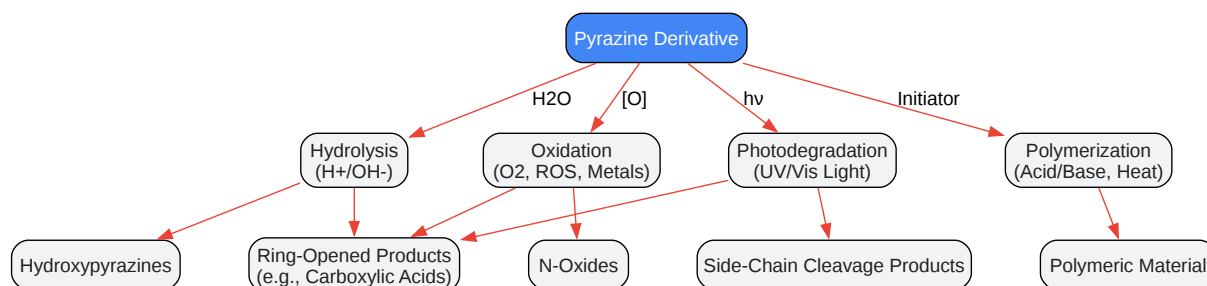 Pyrazine Derivative
H2O
[O]
hν
Initiator
Hydrolysis
(H+/OH-)
Oxidation
(O2, ROS, Metals)
Photodegradation
(UV/Vis Light)
Polymerization
(Acid/Base, Heat)
Hydroxypyrazines
Ring-Opened Products
(e.g., Carboxylic Acids)
N-Oxides
Side-Chain Cleavage Products
Polymeric Material